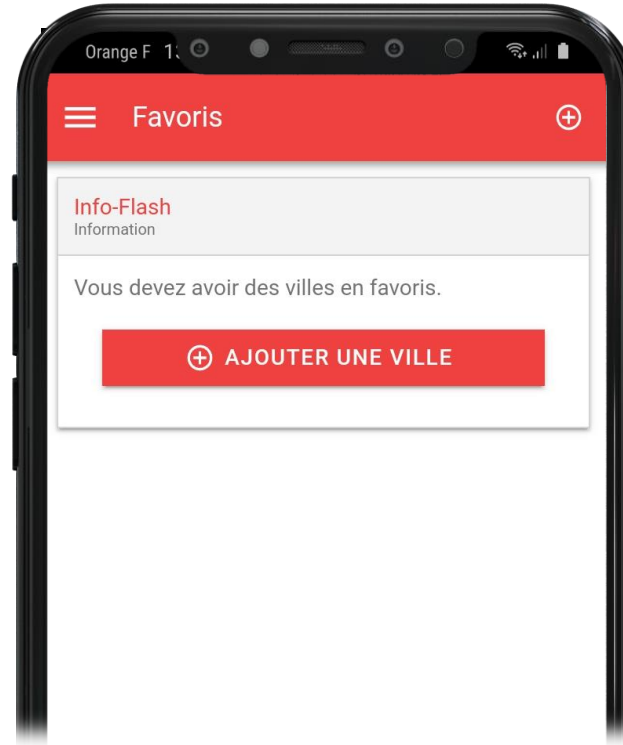 Orange F
Favoris
Info-Flash
Information
Vous devez avoir des villes en favoris.
AJOUTER UNE VILLE